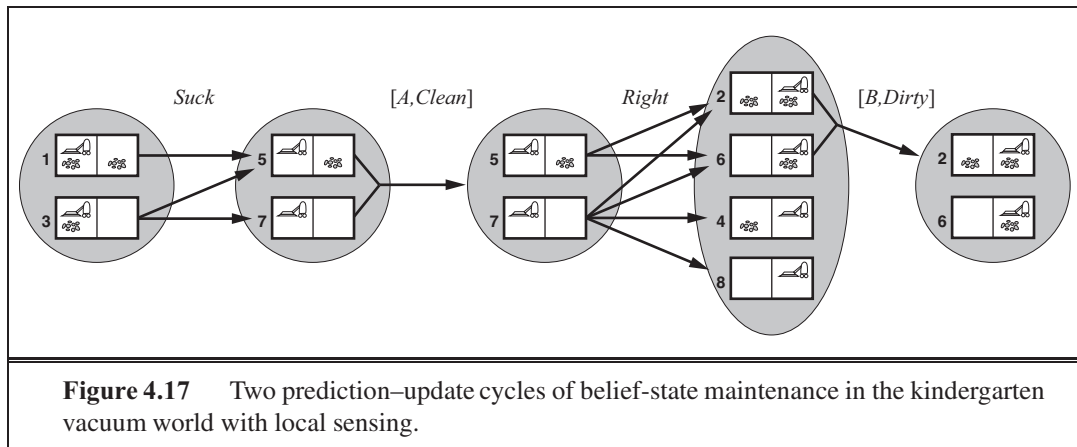 Suck
[A,Clean]
Right
[B,Dirty]
1
3
5
7
5
7
2
6
4
8
2
6
Figure 4.17 Two prediction–update cycles of belief-state maintenance in the kindergarten
vacuum world with local sensing.